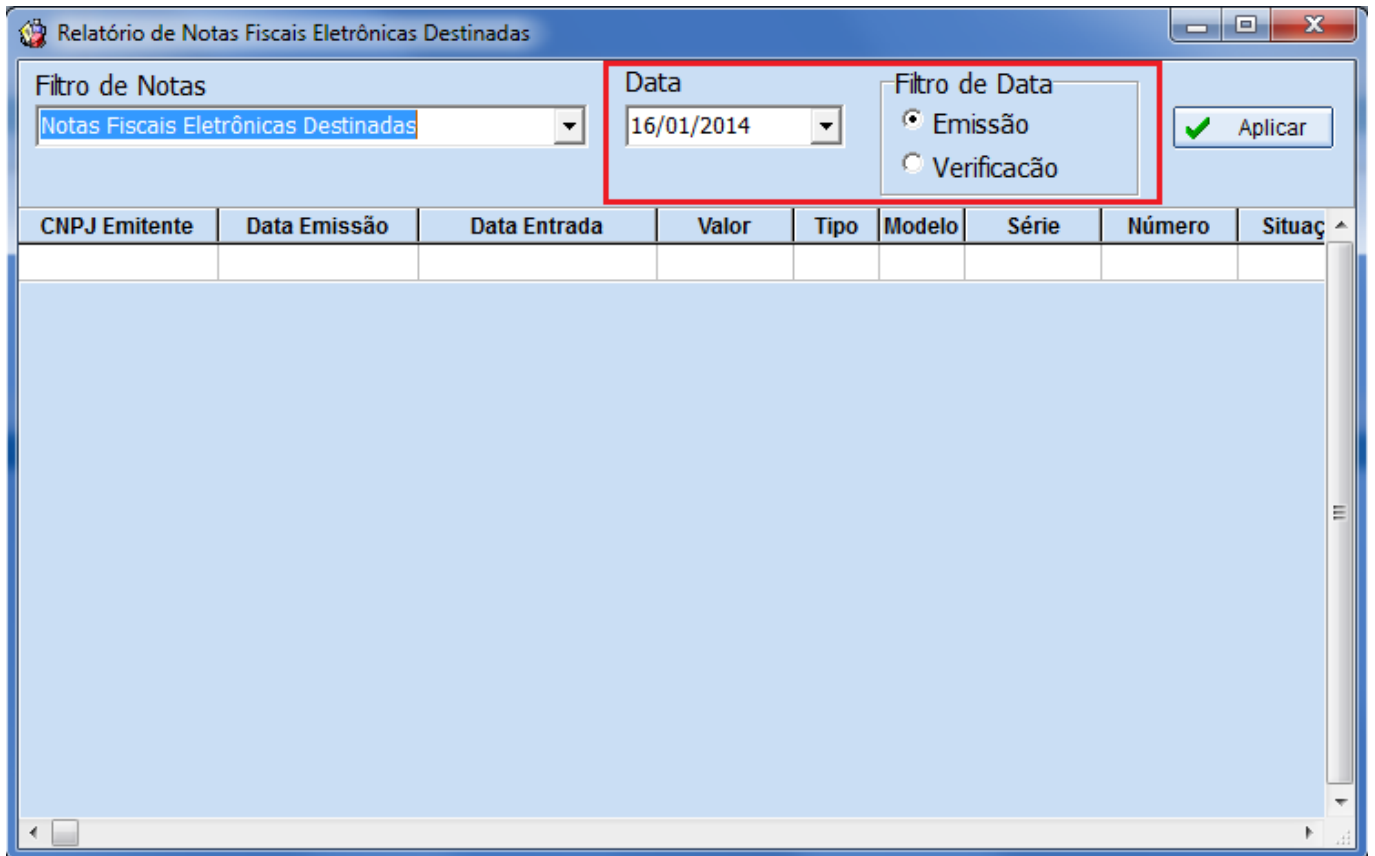 Relatório de Notas Fiscais Eletrônicas Destinadas
Filtro de Notas
Notas Fiscais Eletrônicas Destinadas
Data
16/01/2014
Filtro de Data
Emissão
Verificacão
Aplicar
CNPJ Emitente Data Emissão Data Entrada Valor Tipo Modelo Série Número Situaç